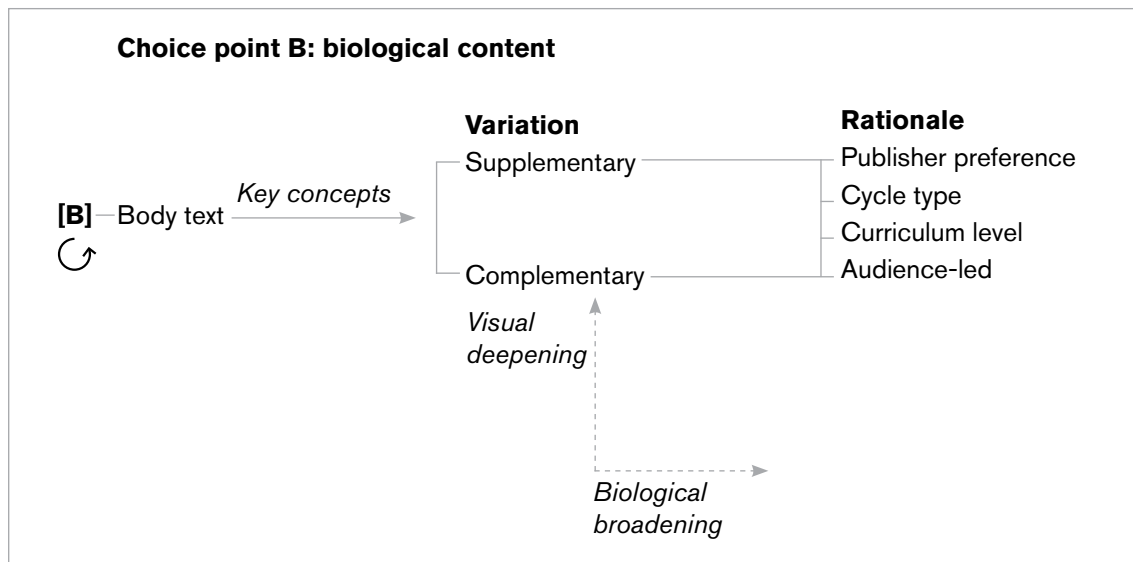 Choice point B: biological content
Variation
Rationale
Supplementary
Publisher preference
Key concepts
Cycle type
[B]
Body text
Curriculum level
Complementary
Audience-led
Visual
deepening
Biological
broadening